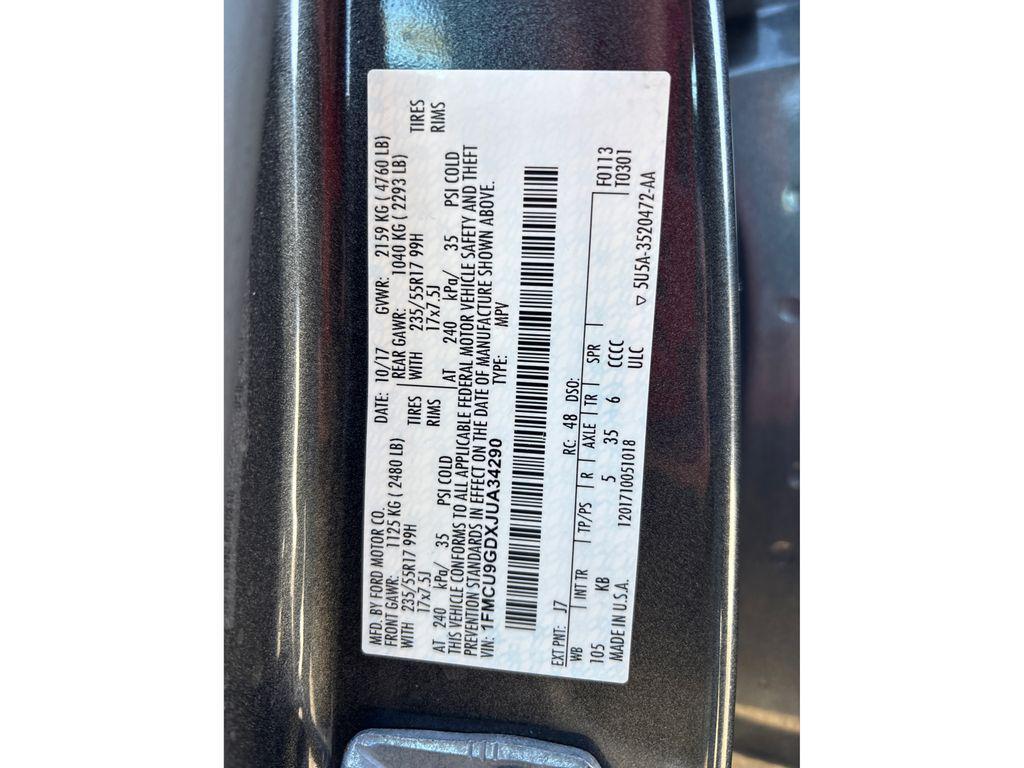 MFD. BY FORD MOTOR CO. DATE: 10/17 GVWR: 2159 KG ( 4760 LB)
FRONT GAWR: 1125 KG ( 2480 LB) REAR GAWR: 1040 KG ( 2293 LB)
WITH 235/55R17 99H TIRES WITH 235/55R17 99H TIRES
17x7.5J RIMS 17x7.5J RIMS
AT 240 kPa/ 35 PSI COLD AT 240 kPa/ 35 PSI COLD
THIS VEHICLE CONFORMS TO ALL APPLICABLE FEDERAL MOTOR VEHICLE SAFETY AND THEFT
PREVENTION STANDARDS IN EFFECT ON THE DATE OF MANUFACTURE SHOWN ABOVE.
VIN: 1FMCU9GDXJUA34290 TYPE: MPV
EXT PNT: J7 RC: 48 DSO: F0113
WB INT TR TP/PS R AXLE TR SPR T0301
105 KB 5 35 6 CCCC
ULC
MADE IN U.S.A. 1201710051018 ▽ 5U5A-3520472-AA